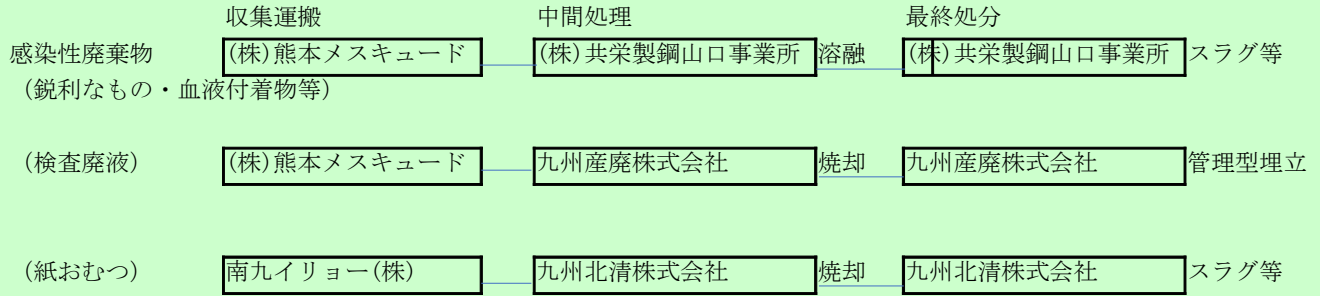 収集運搬 中間処理 最終処分
感染性廃棄物 (株)熊本メスキュード (株)共栄製鋼山口事業所 溶融 (株)共栄製鋼山口事業所 スラグ等
（鋭利なもの・血液付着物等）
（検査廃液） (株)熊本メスキュード 九州産廃株式会社 焼却 九州産廃株式会社 管理型埋立
（紙おむつ） 南九イリョー(株) 九州北清株式会社 焼却 九州北清株式会社 スラグ等